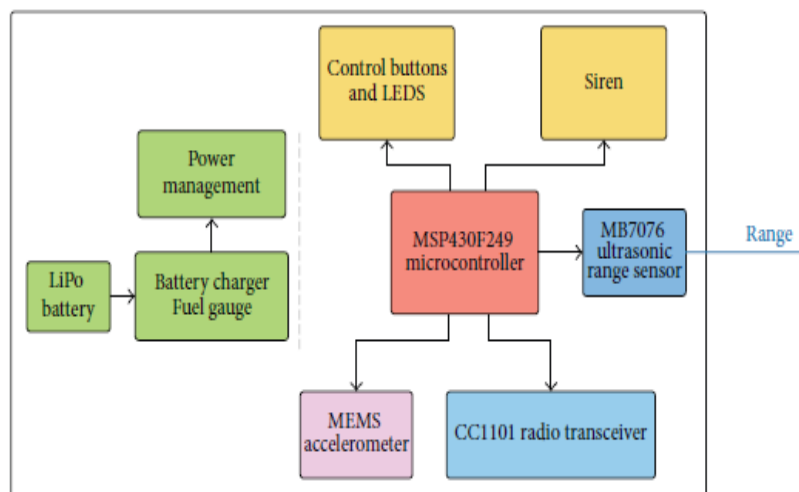 Control buttons
and LEDS
Siren
Power
management
MSP430F249
microcontroller
MB7076
ultrasonic
range sensor
Range
LiPo
battery
Battery charger
Fuel gauge
MEMS
accelerometer
CC1101 radio transceiver